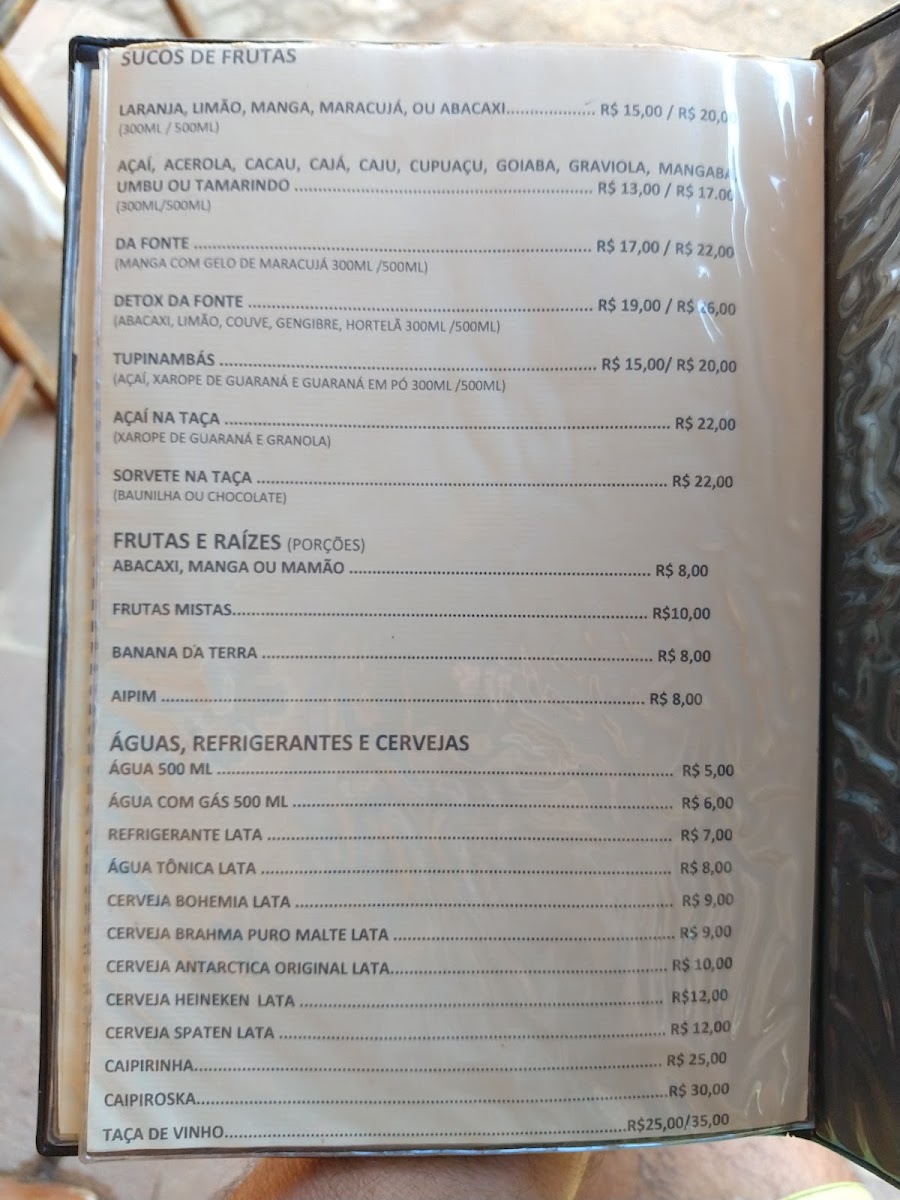 SUCOS DE FRUTAS
LARANJA, LIMÃO, MANGA, MARACUJÁ, OU ABACAXI..................... R$ 15,00 / R$ 20,00
(300ML / 500ML)
AÇAÍ, ACEROLA, CACAU, CAJÁ, CAJU, CUPUAÇU, GOIABA, GRAVIOLA, MANGABA
UMBU OU TAMARINDO ..................................................... R$ 13,00 / R$ 17.00
(300ML/500ML)
DA FONTE ..................................................... R$ 17,00 / R$ 22,00
(MANGA COM GELO DE MARACUJÁ 300ML /500ML)
DETOX DA FONTE ..................................................... R$ 19,00 / R$ 26,00
(ABACAXI, LIMÃO, COUVE, GENGIBRE, HORTELÃ 300ML /500ML)
TUPINAMBÁS ..................................................... R$ 15,00/ R$ 20,00
(AÇAÍ, XAROPE DE GUARANÁ E GUARANÁ EM PÓ 300ML /500ML)
AÇAÍ NA TAÇA ..................................................... R$ 22,00
(XAROPE DE GUARANÁ E GRANOLA)
SORVETE NA TAÇA ..................................................... R$ 22,00
(BAUNILHA OU CHOCOLATE)
FRUTAS E RAÍZES (PORÇÕES)
ABACAXI, MANGA OU MAMÃO ..................................................... R$ 8,00
FRUTAS MISTAS..................................................... R$10,00
BANANA DA TERRA ..................................................... R$ 8,00
AIPIM ..................................................... R$ 8,00
ÁGUAS, REFRIGERANTES E CERVEJAS
ÁGUA 500 ML ..................................................... R$ 5,00
ÁGUA COM GÁS 500 ML ..................................................... R$ 6,00
REFRIGERANTE LATA ..................................................... R$ 7,00
ÁGUA TÔNICA LATA ..................................................... R$ 8,00
CERVEJA BOHEMIA LATA ..................................................... R$ 9,00
CERVEJA BRAHMA PURO MALTE LATA ..................................................... R$ 9,00
CERVEJA ANTARCTICA ORIGINAL LATA..................................................... R$ 10,00
CERVEJA HEINEKEN LATA ..................................................... R$12,00
CERVEJA SPATEN LATA ..................................................... R$ 12,00
CAIPIRINHA..................................................... R$ 25,00
CAIPIROSKA.....................................................R$ 30,00
TAÇA DE VINHO.....................................................R$25,00/35,00